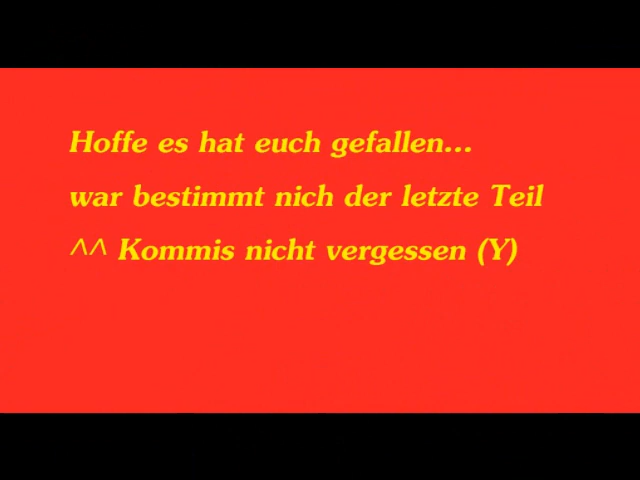 Hoffe es hat euch gefallen...
war bestimmt nich der letzte Teil
^^ Kommis nicht vergessen (Y)